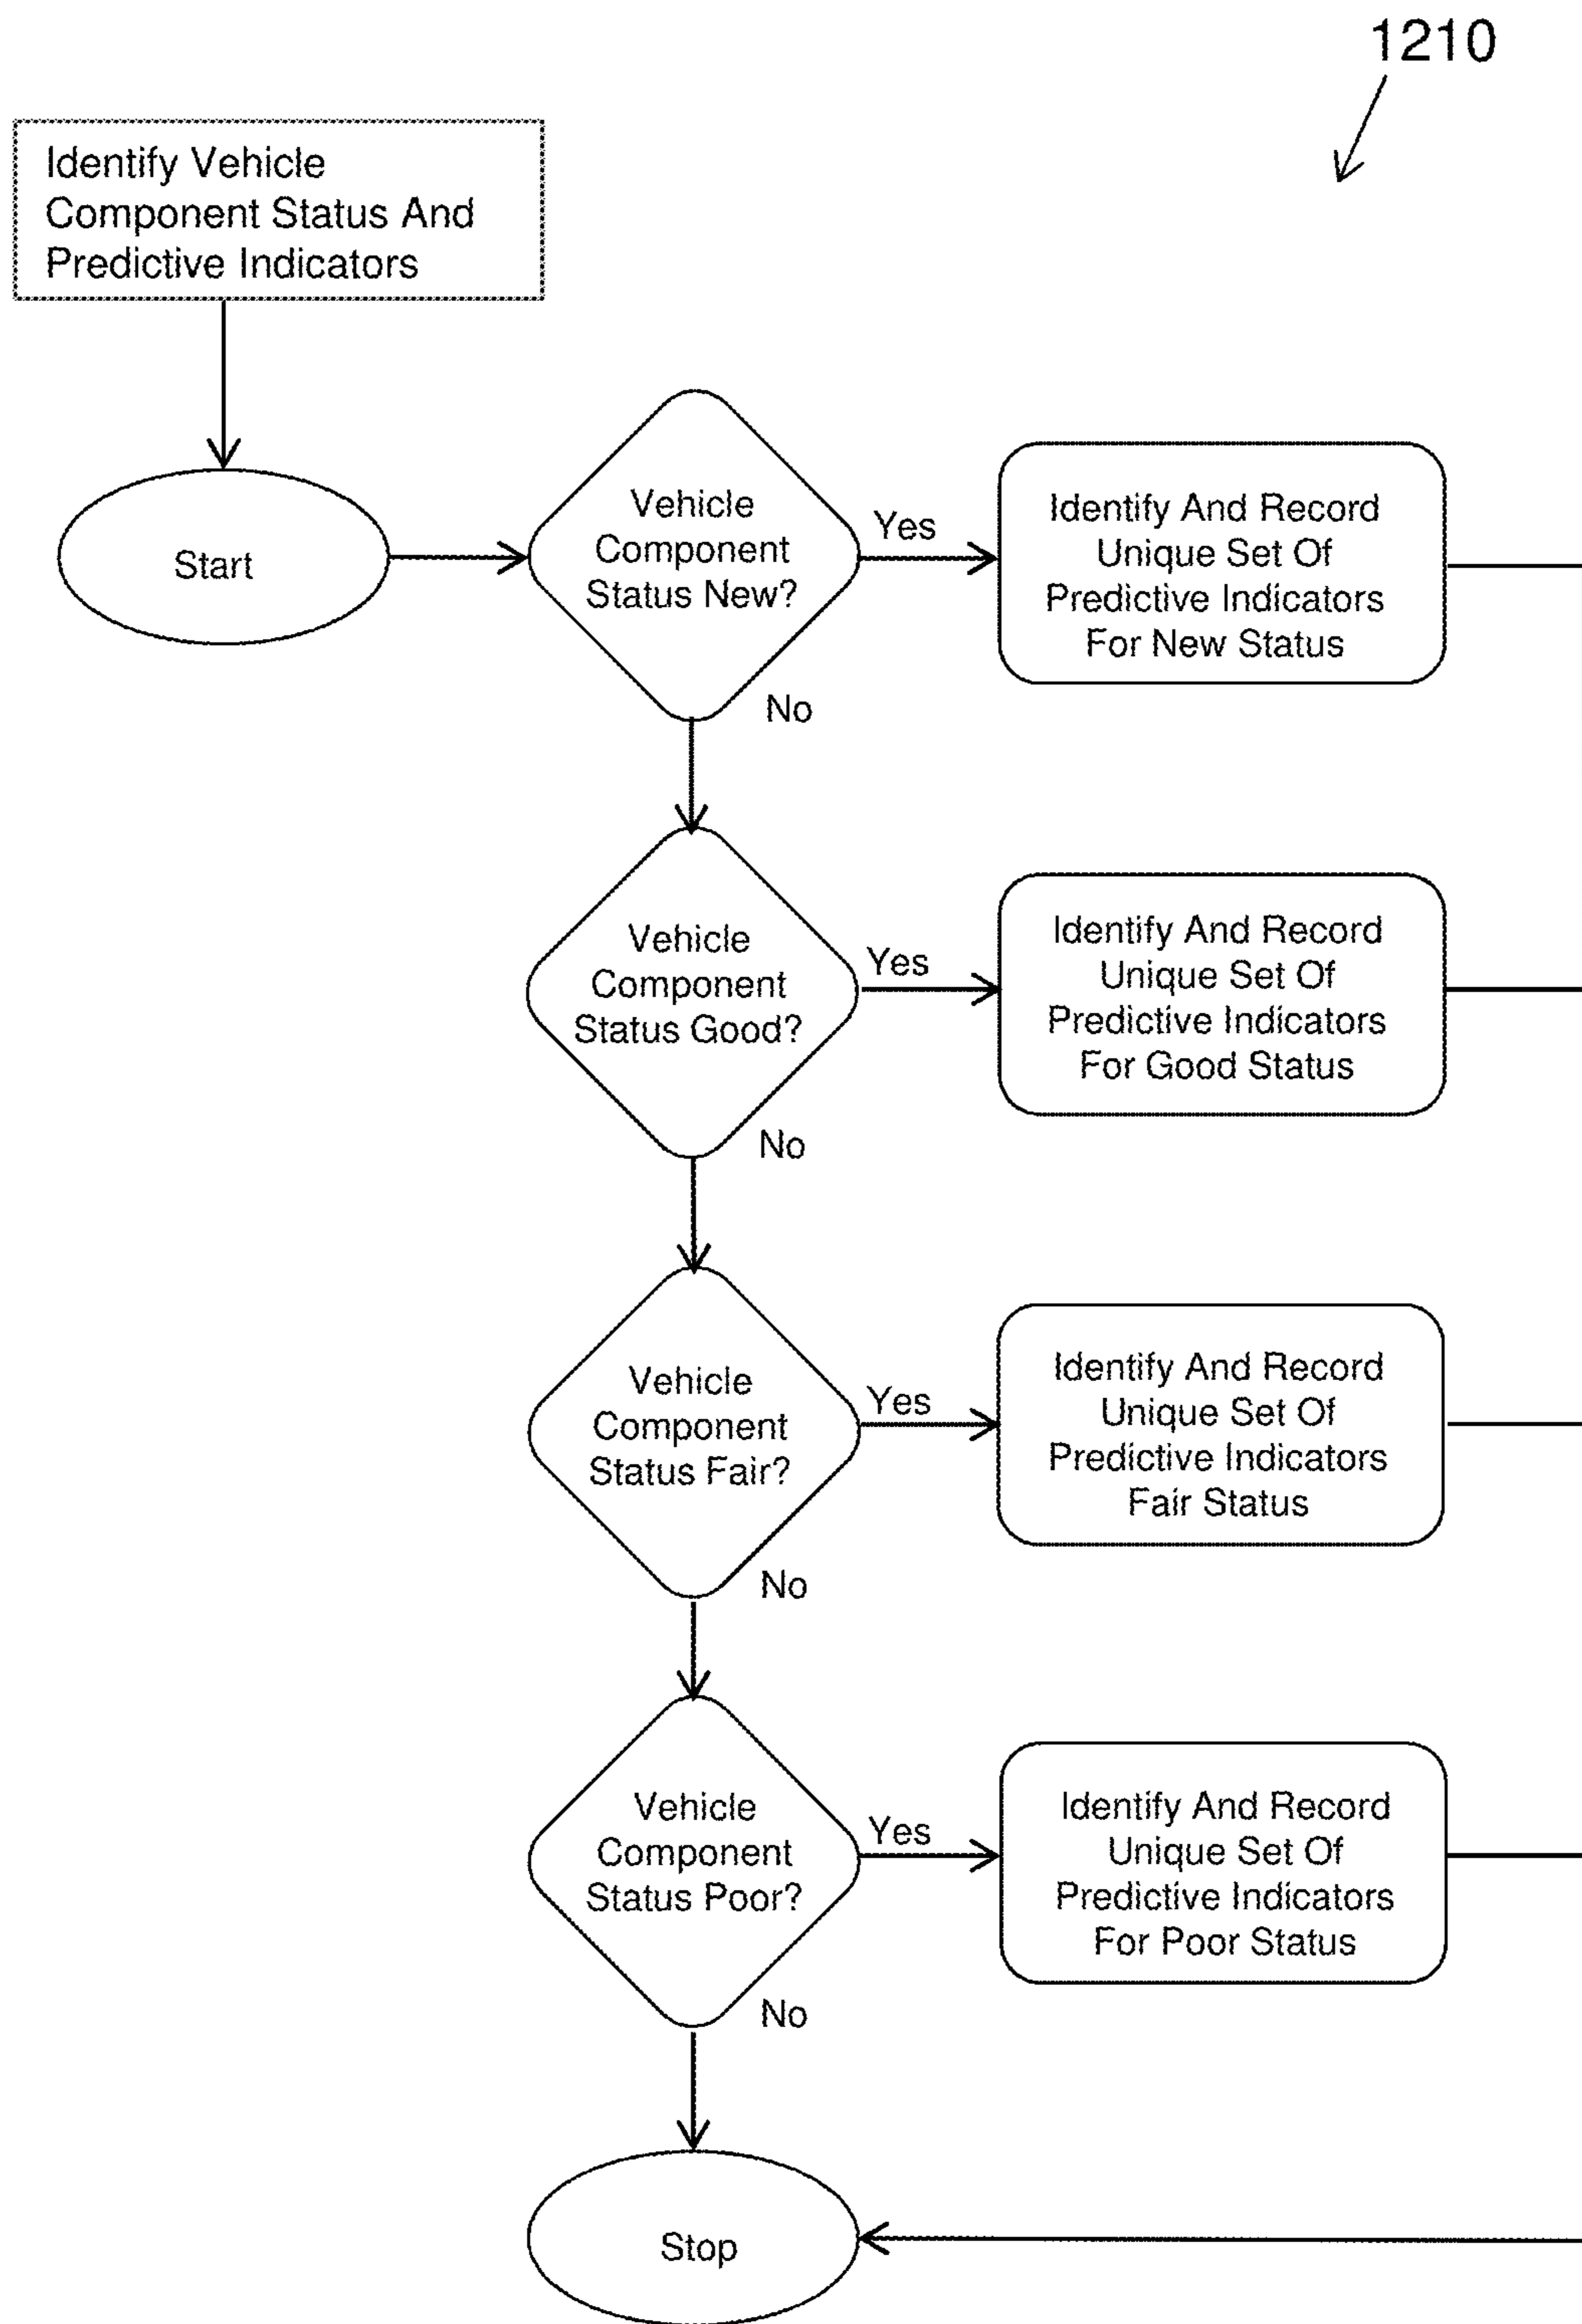 1210
Identify Vehicle
Component Status And
Predictive Indicators
Start
Vehicle
Component
Status New?
Yes
Identify And Record
Unique Set Of
Predictive Indicators
For New Status
No
Vehicle
Component
Status Good?
Yes
Identify And Record
Unique Set Of
Predictive Indicators
For Good Status
No
Vehicle
Component
Status Fair?
Yes
Identify And Record
Unique Set Of
Predictive Indicators
Fair Status
No
Vehicle
Component
Status Poor?
Yes
Identify And Record
Unique Set Of
Predictive Indicators
For Poor Status
No
Stop